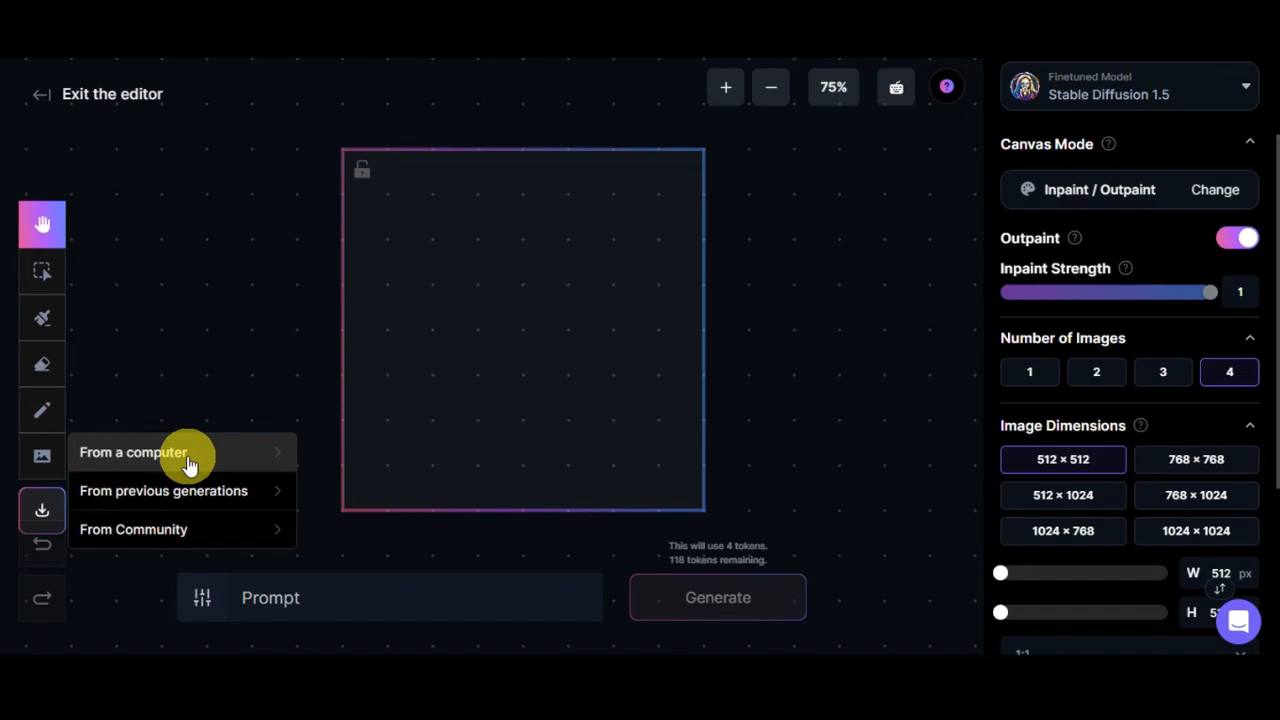 Exit the editor
75%
From a computer
From previous generations
From Community
This will use 4 tokens.
118 tokens remaining.
Prompt
Generate
Finetuned Model
Stable Diffusion 1.5
Canvas Mode
Inpaint / Outpaint Change
Outpaint
Inpaint Strength
1
Number of Images
1 2 3 4
Image Dimensions
512 × 512 768 × 768
512 × 1024 768 × 1024
1024 × 768 1024 × 1024
W 512 px
H
1:1